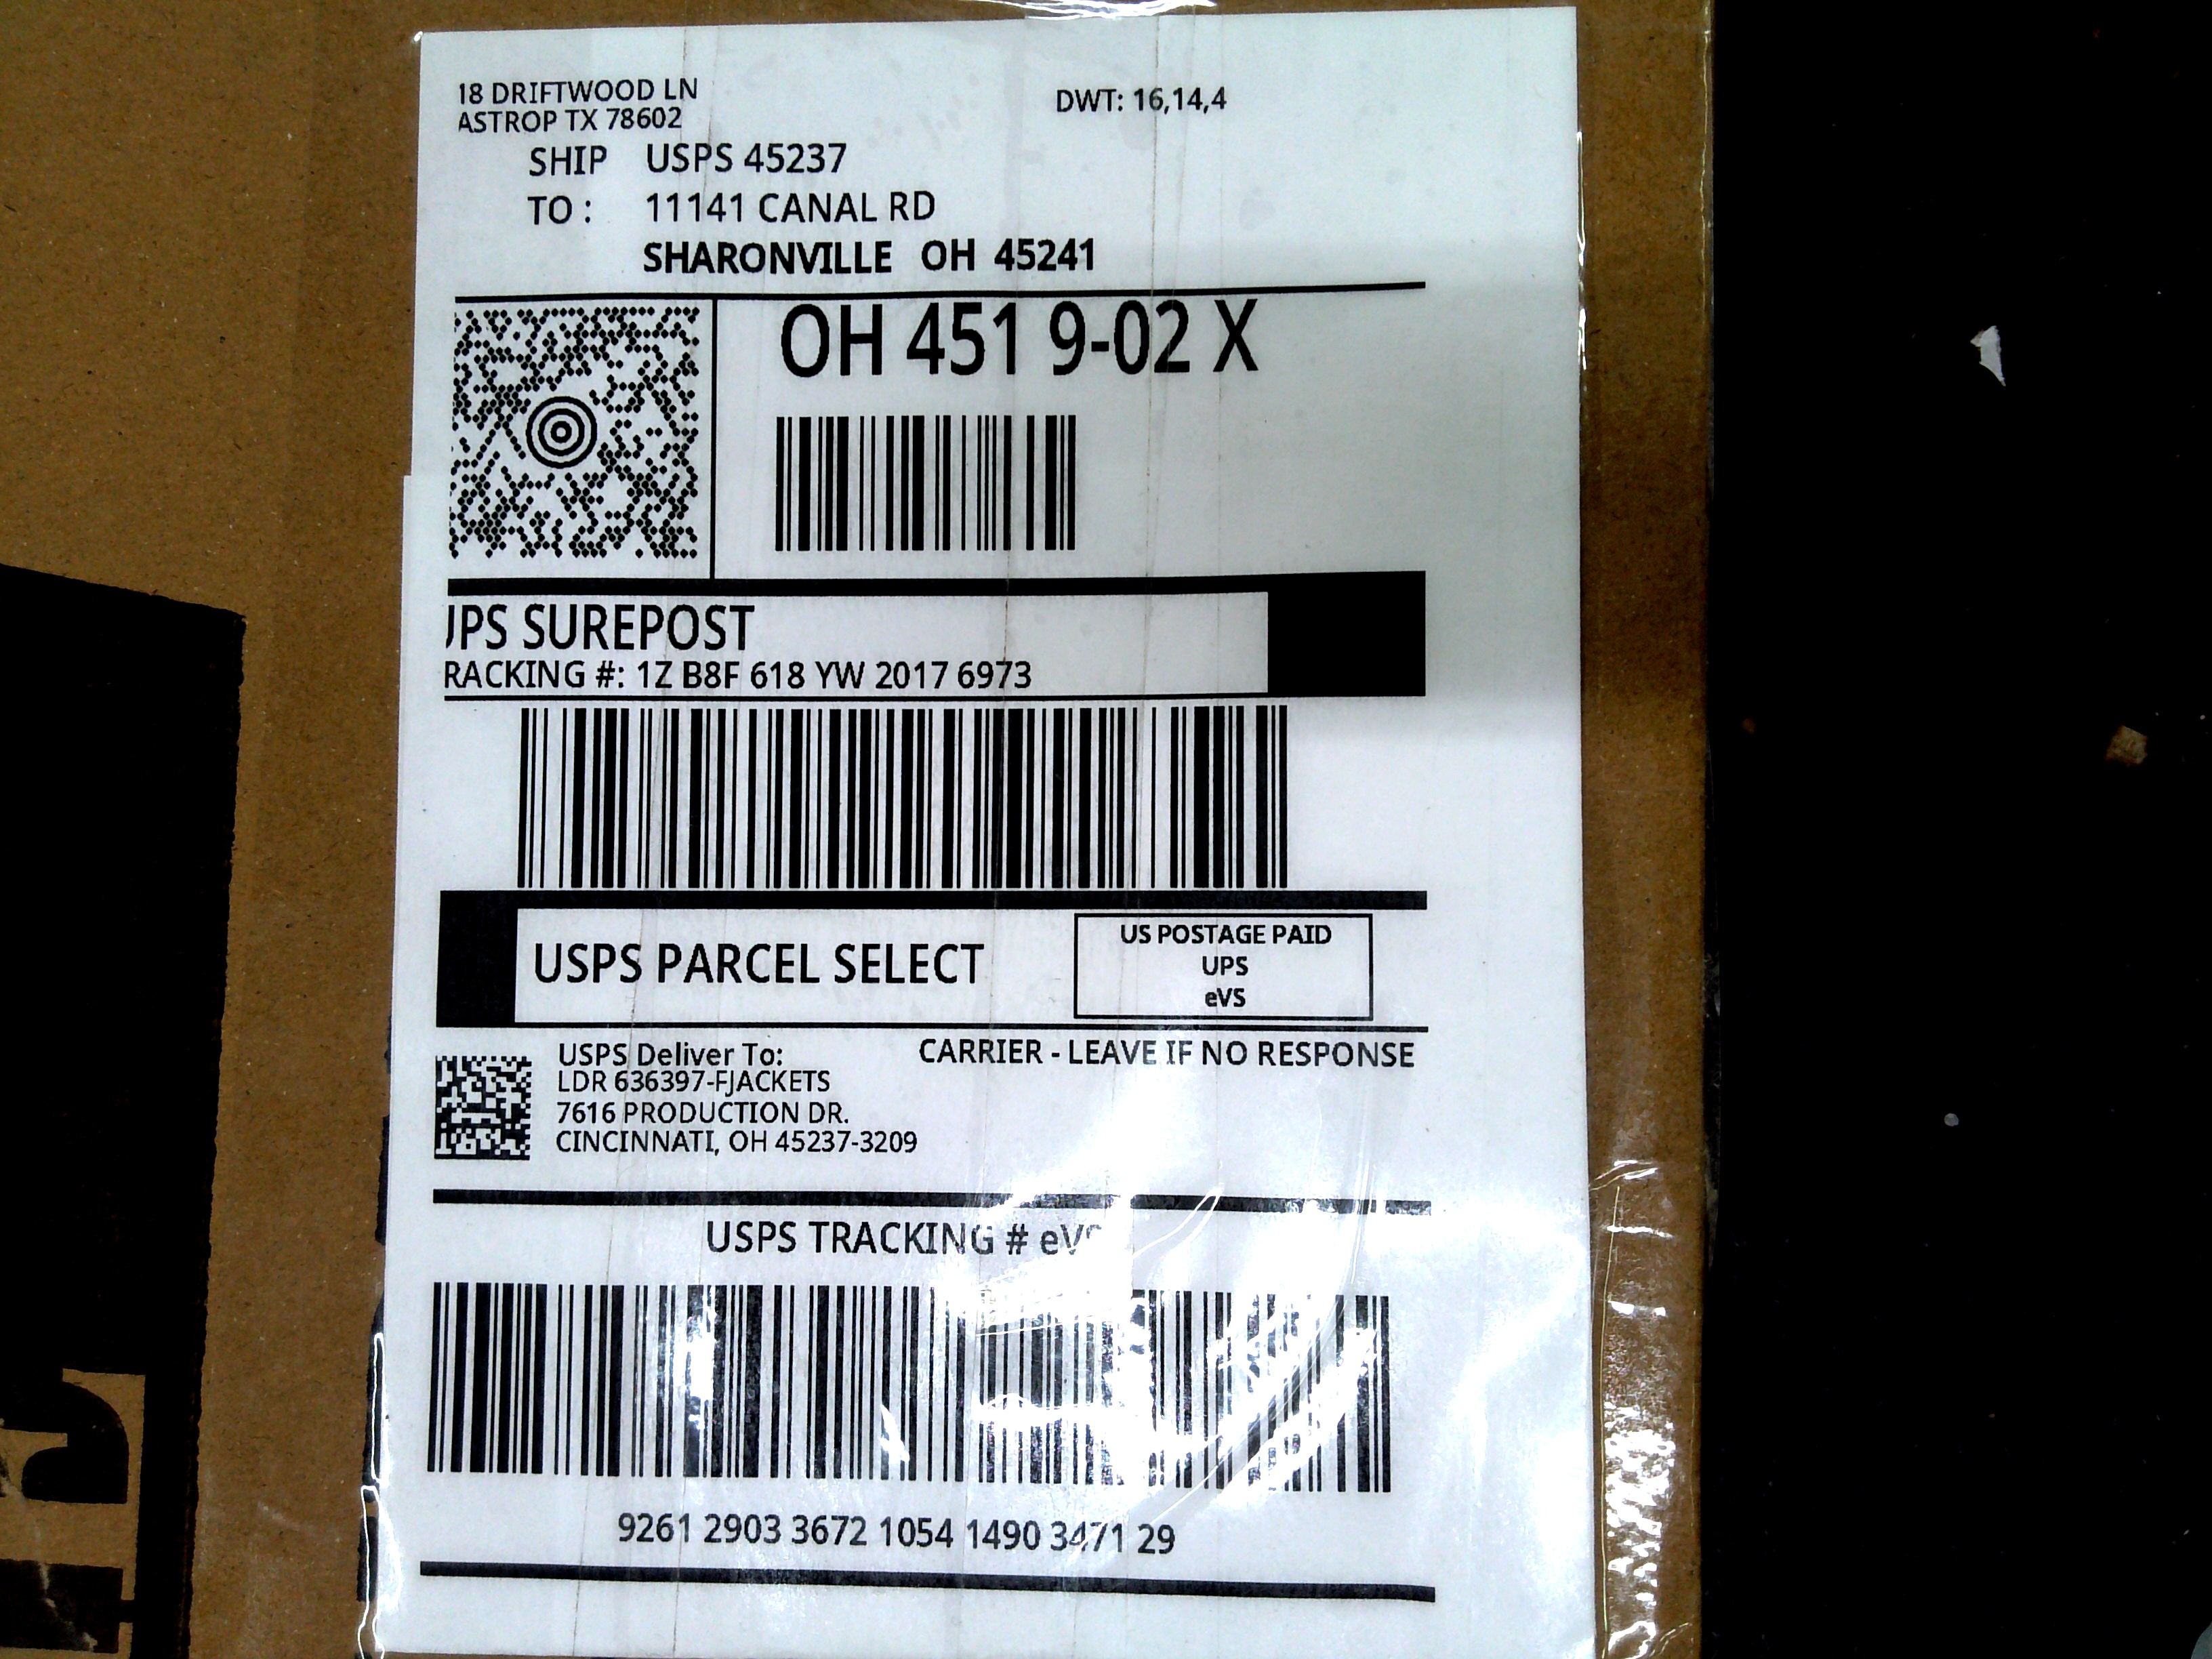 18 DRIFTWOOD LN
ASTROP TX 78602
DWT: 16,14,4
SHIP USPS 45237
TO : 11141 CANAL RD
SHARONVILLE OH 45241
OH 451 9-02 X
UPS SUREPOST
RACKING #: 1Z B8F 618 YW 2017 6973
USPS PARCEL SELECT
US POSTAGE PAID
UPS
eVS
USPS Deliver To:
CARRIER - LEAVE IF NO RESPONSE
LDR 636397-FJACKETS
7616 PRODUCTION DR.
CINCINNATI, OH 45237-3209
USPS TRACKING # eVS
9261 2903 3672 1054 1490 3471 29